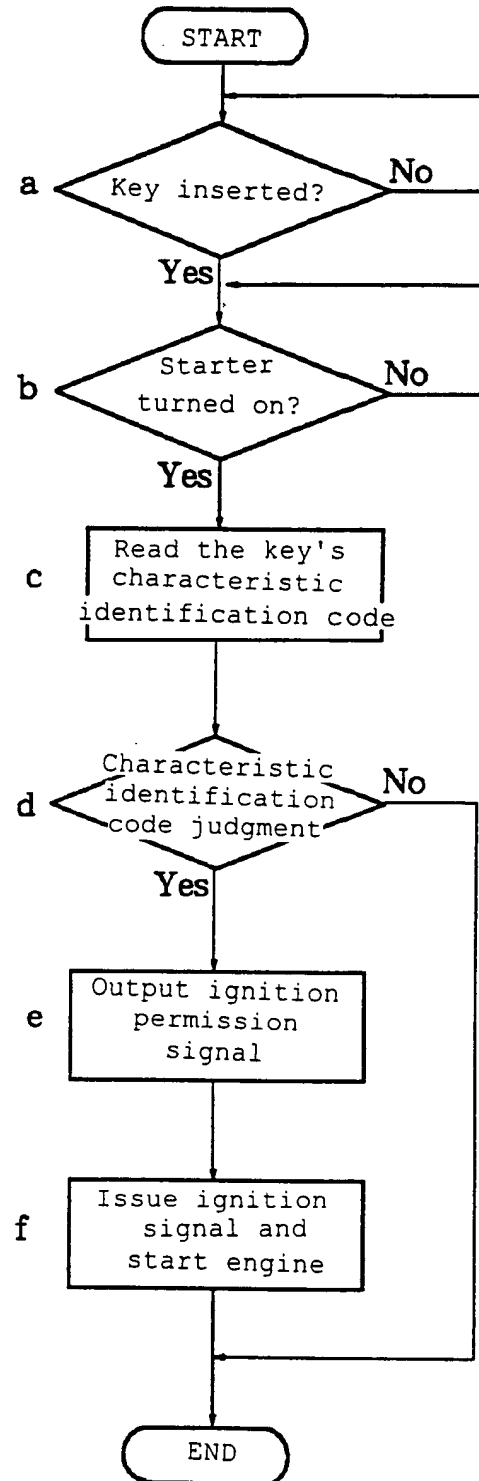 START
a
Key inserted?
No
Yes
b
Starter
turned on?
No
Yes
c
Read the key's
characteristic
identification code
d
Characteristic
identification
code judgment
No
Yes
e
Output ignition
permission
signal
f
Issue ignition
signal and
start engine
END